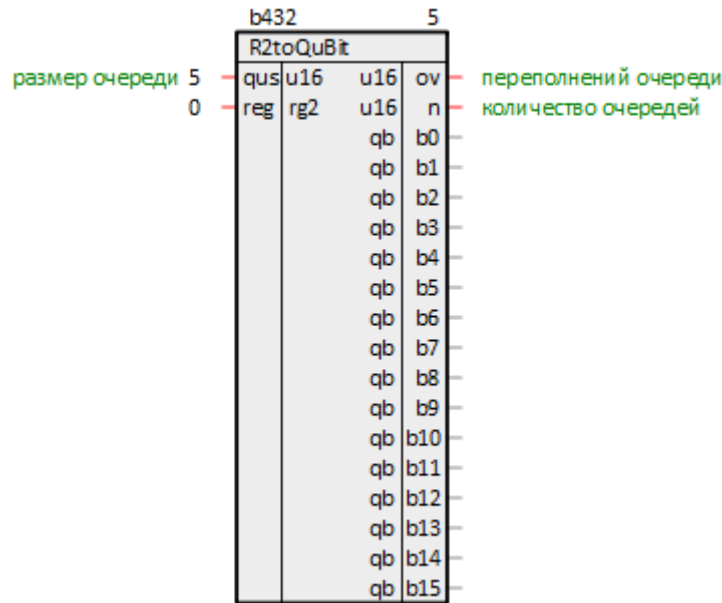 b432 5
R2toQuBit
размер очереди 5 qus u16 u16 ov переполнений очереди
0 reg rg2 u16 n количество очередей
qb b0
qb b1
qb b2
qb b3
qb b4
qb b5
qb b6
qb b7
qb b8
qb b9
qb b10
qb b11
qb b12
qb b13
qb b14
qb b15